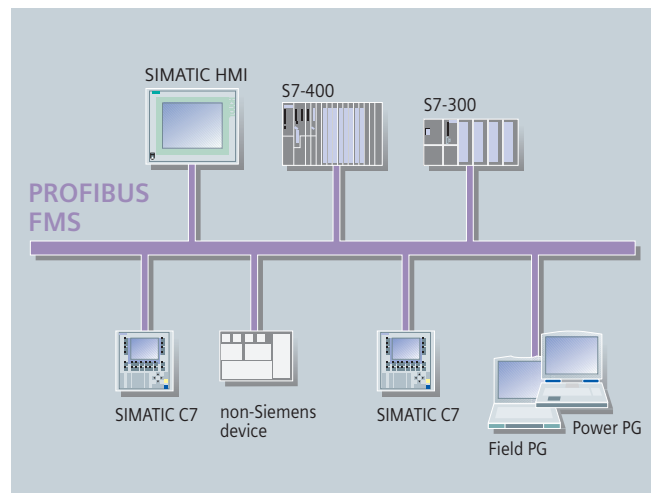 SIMATIC HMI
S7-400
S7-300
PROFIBUS
FMS
SIMATIC C7
non-Siemens
device
SIMATIC C7
Field PG
Power PG